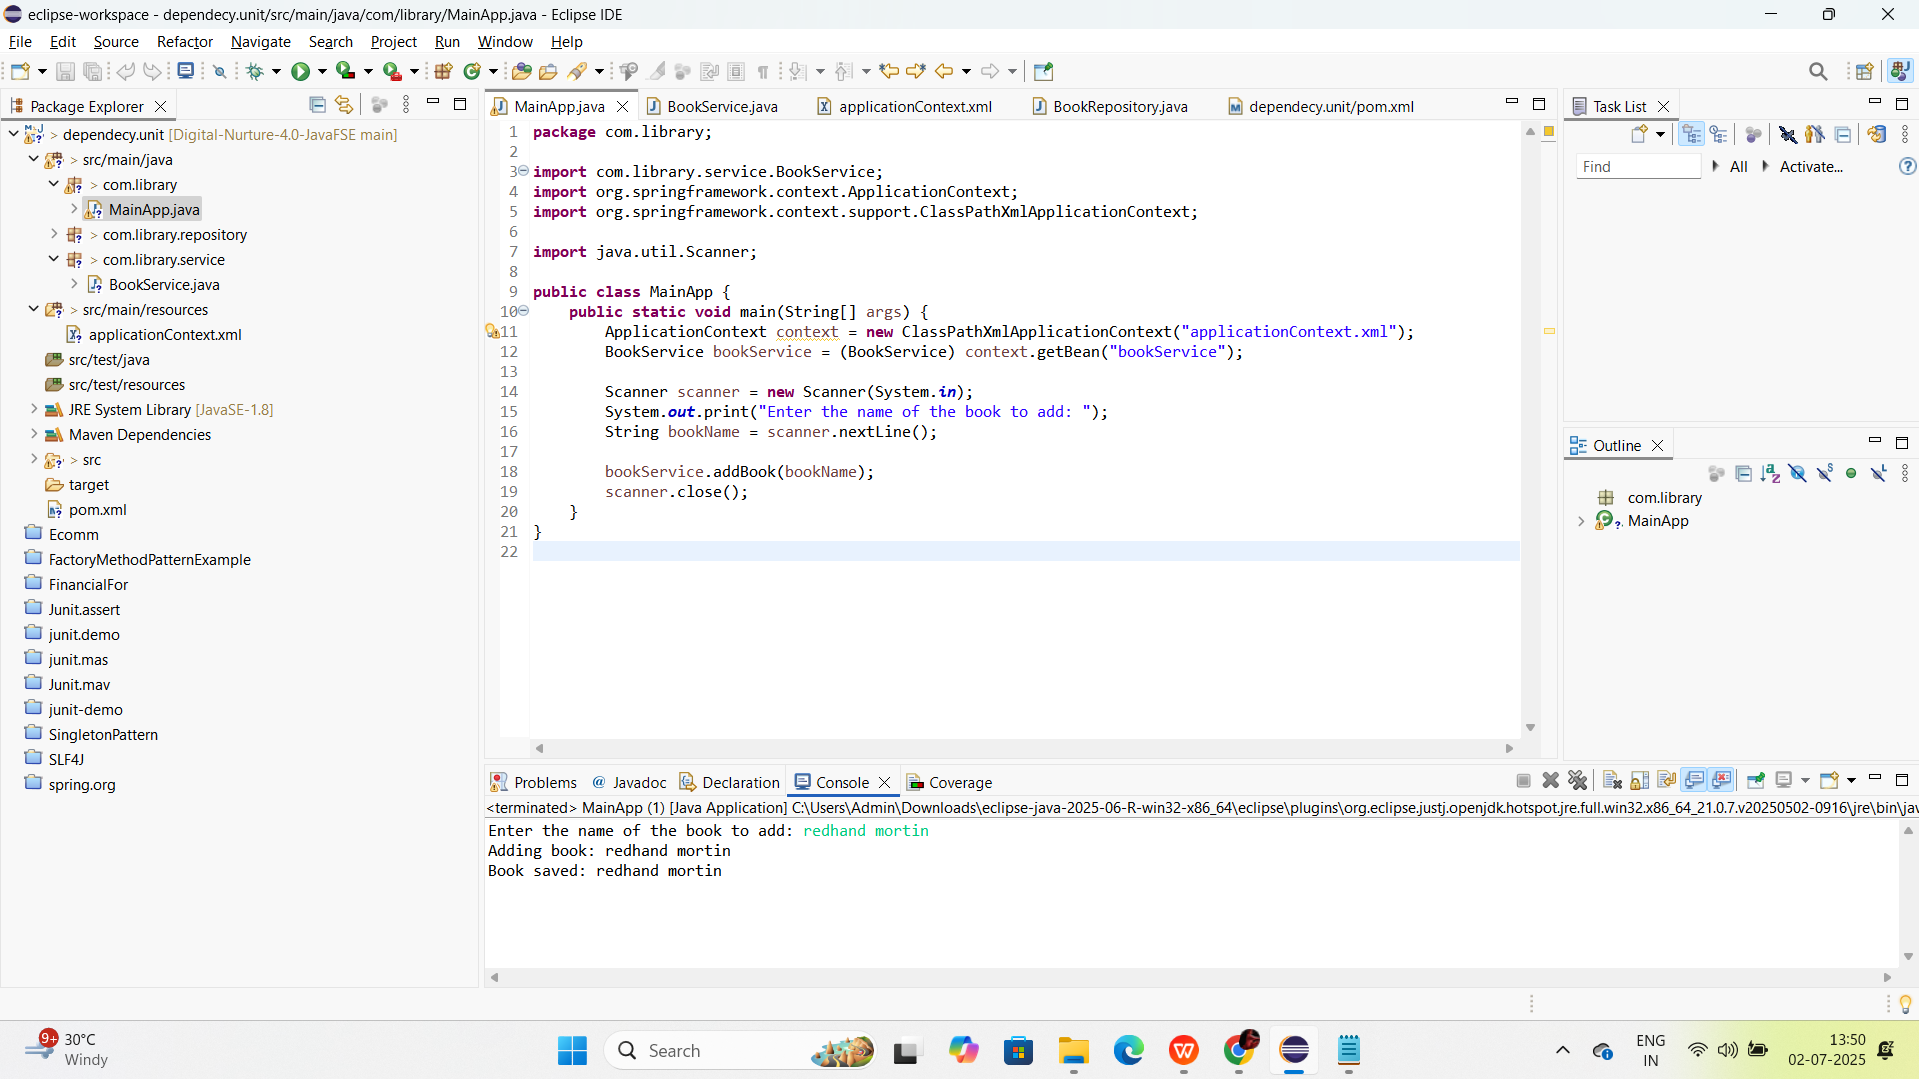 eclipse-workspace - dependecy.unit/src/main/java/com/library/MainApp.java - Eclipse IDE
File Edit Source Refactor Navigate Search Project Run Window Help
Package Explorer
> dependecy.unit [Digital-Nurture-4.0-JavaFSE main]
> src/main/java
> com.library
MainApp.java
> com.library.repository
> com.library.service
BookService.java
> src/main/resources
applicationContext.xml
src/test/java
src/test/resources
JRE System Library [JavaSE-1.8]
Maven Dependencies
> src
target
pom.xml
Ecomm
FactoryMethodPatternExample
FinancialFor
Junit.assert
junit.demo
junit.mas
Junit.mav
junit-demo
SingletonPattern
SLF4J
spring.org
MainApp.java BookService.java applicationContext.xml BookRepository.java dependecy.unit/pom.xml
1 package com.library;
2
3 import com.library.service.BookService;
4 import org.springframework.context.ApplicationContext;
5 import org.springframework.context.support.ClassPathXmlApplicationContext;
6
7 import java.util.Scanner;
8
9 public class MainApp {
10 public static void main(String[] args) {
11 ApplicationContext context = new ClassPathXmlApplicationContext("applicationContext.xml");
12 BookService bookService = (BookService) context.getBean("bookService");
13
14 Scanner scanner = new Scanner(System.in);
15 System.out.print("Enter the name of the book to add: ");
16 String bookName = scanner.nextLine();
17
18 bookService.addBook(bookName);
19 scanner.close();
20 }
21 }
22
Task List
Find All Activate...
Outline
com.library
MainApp
Problems @ Javadoc Declaration Console Coverage
<terminated> MainApp (1) [Java Application] C:\Users\Admin\Downloads\eclipse-java-2025-06-R-win32-x86_64\eclipse\plugins\org.eclipse.justj.openjdk.hotspot.jre.full.win32.x86_64_21.0.7.v20250502-0916\jre\bin\jav
Enter the name of the book to add: redhand mortin
Adding book: redhand mortin
Book saved: redhand mortin
9+
30°C
Windy
Search
ENG
IN
13:50
02-07-2025